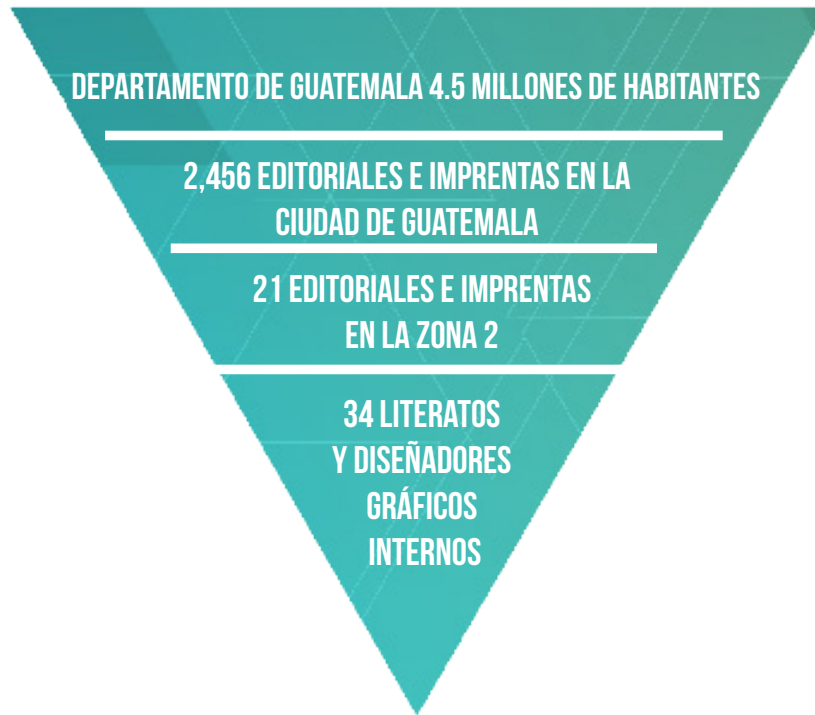 DEPARTAMENTO DE GUATEMALA 4.5 MILLONES DE HABITANTES
2,456 EDITORIALES E IMPRENTAS EN LA
CIUDAD DE GUATEMALA
21 EDITORIALES E IMPRENTAS
EN LA ZONA 2
34 LITERATOS
Y DISEÑADORES
GRÁFICOS
INTERNOS